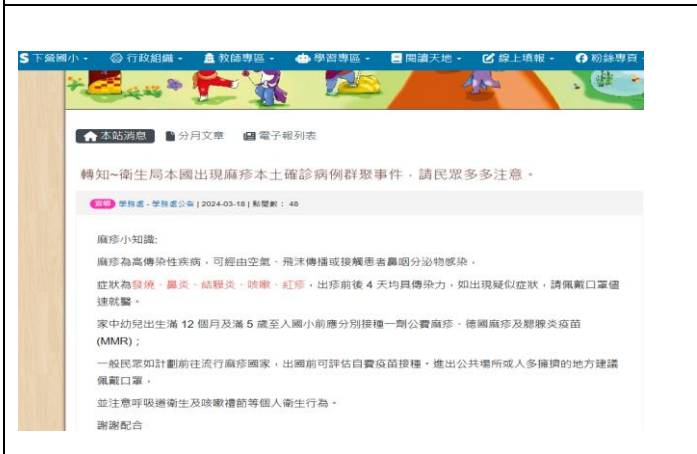 S 下營國小
行政組織
教師專區
學習專區
閱讀天地
線上填報
粉絲專頁
本站消息
分月文章
電子報列表
轉知~衛生局本國出現麻疹本土確診病例群聚事件，請民眾多多注意。
宣導 學務處 - 學務處公告 | 2024-03-18 | 點閱數： 48
麻疹小知識:
麻疹為高傳染性疾病，可經由空氣、飛沫傳播或接觸患者鼻咽分泌物感染。
症狀為發燒、鼻炎、結膜炎、咳嗽、紅疹，出疹前後 4 天均具傳染力，如出現疑似症狀，請佩戴口罩儘
速就醫。
家中幼兒出生滿 12 個月及滿 5 歲至入國小前應分別接種一劑公費麻疹、德國麻疹及腮腺炎疫苗
(MMR)；
一般民眾如計劃前往流行麻疹國家，出國前可評估自費疫苗接種。進出公共場所或人多擁擠的地方建議
佩戴口罩，
並注意呼吸道衛生及咳嗽禮節等個人衛生行為。
謝謝配合